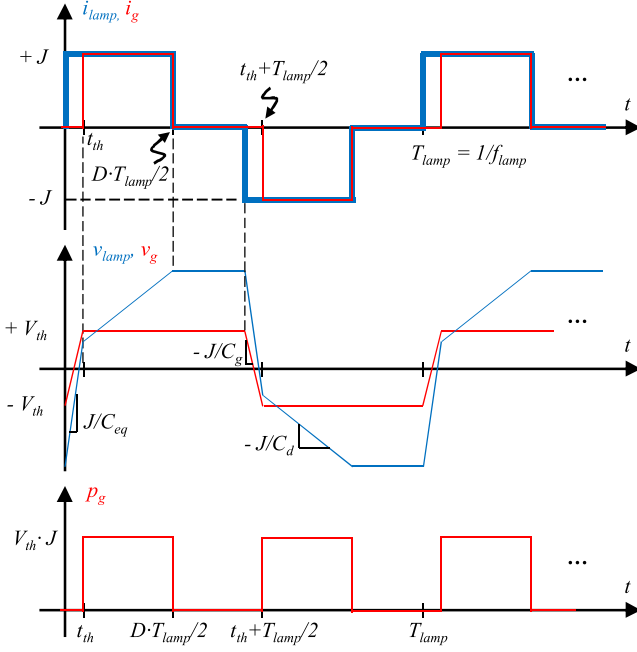 i_lamp, i_g
+ J
t_th+T_lamp/2
...
t
t_th
D·T_lamp/2
T_lamp = 1/f_lamp
- J
v_lamp, v_g
+ V_th
- J/C_g
...
t
- V_th
J/C_eq
- J/C_d
p_g
V_th·J
...
t
t_th
D·T_lamp/2
t_th+T_lamp/2
T_lamp